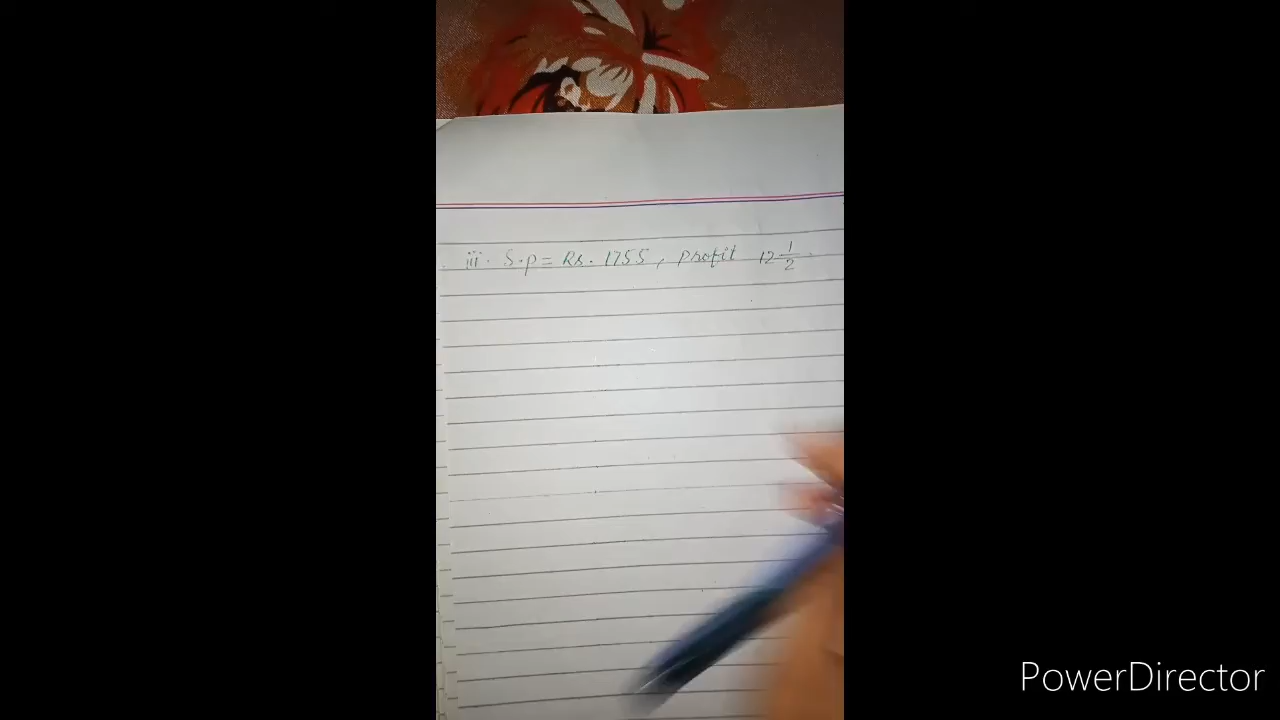 iii. S.p = Rs. 1755, profit 12 1/2
PowerDirector